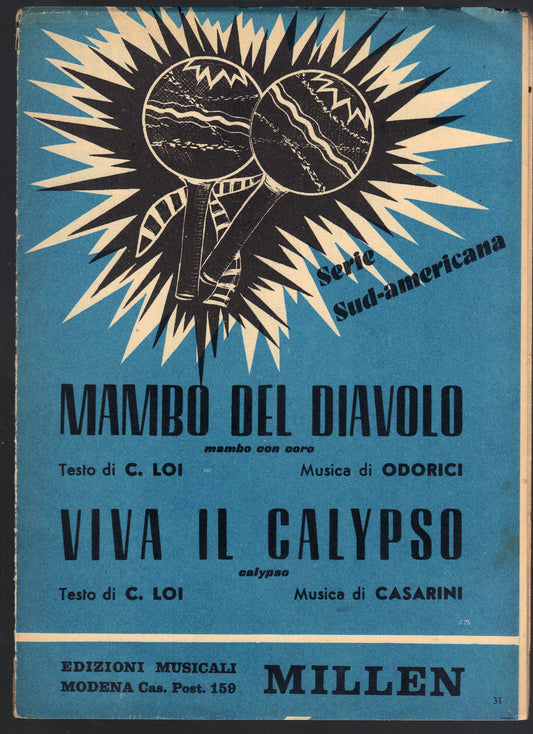 Serie
Sud-americana
MAMBO DEL DIAVOLO
mambo con coro
Testo di C. LOI Musica di ODORICI
VIVA IL CALYPSO
calypso
Testo di C. LOI Musica di CASARINI
EDIZIONI MUSICALI
MODENA Cas. Post. 159 MILLEN
31